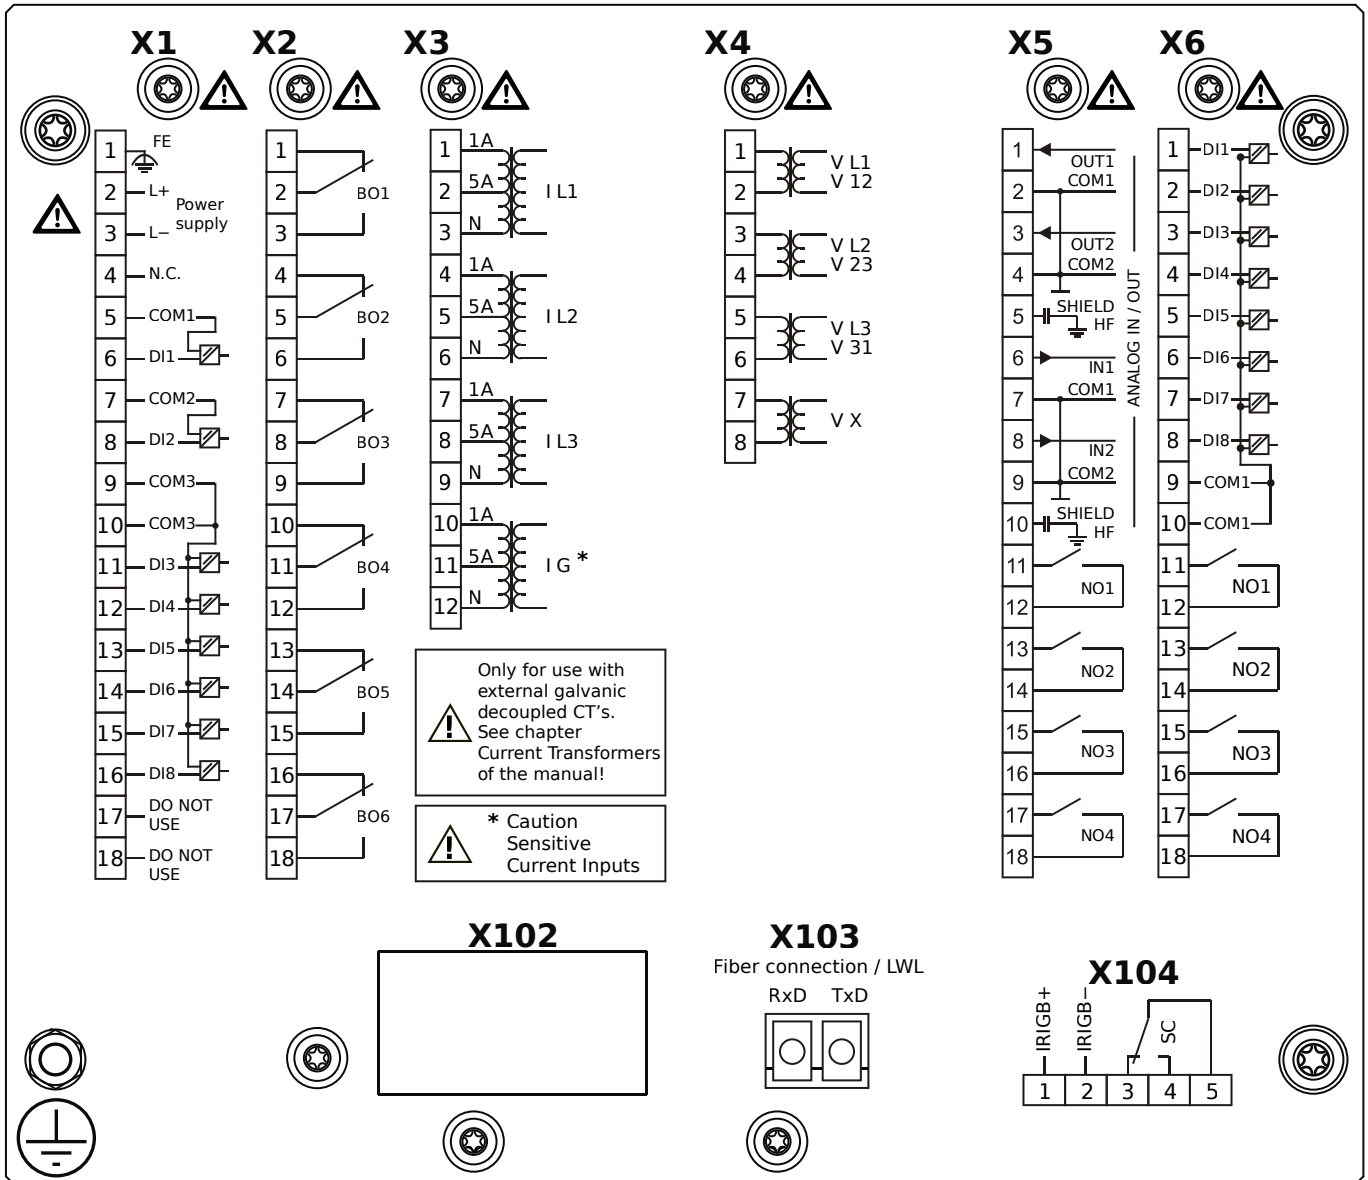 X1 X2 X3 X4 X5 X6
1 FE
2 L+
Power
supply
3 L−
4 N.C.
5 COM1
6 DI1
7 COM2
8 DI2
9 COM3
10 COM3
11 DI3
12 DI4
13 DI5
14 DI6
15 DI7
16 DI8
17 DO NOT
USE
18 DO NOT
USE
1
2 BO1
3
4
5 BO2
6
7
8 BO3
9
10
11 BO4
12
13
14 BO5
15
16
17 BO6
18
1 1A
2 5A I L1
3 N
4 1A
5 5A I L2
6 N
7 1A
8 5A I L3
9 N
10 1A
11 5A I G *
12 N
Only for use with
external galvanic
decoupled CT's.
See chapter
Current Transformers
of the manual!
* Caution
Sensitive
Current Inputs
1 V L1
2 V 12
3 V L2
4 V 23
5 V L3
6 V 31
7 V X
8
1 OUT1
2 COM1
3 OUT2
4 COM2
5 SHIELD
HF
6 IN1
7 COM1
8 IN2
9 COM2
10 SHIELD
HF
ANALOG IN / OUT
11 NO1
12
13 NO2
14
15 NO3
16
17 NO4
18
1 DI1
2 DI2
3 DI3
4 DI4
5 DI5
6 DI6
7 DI7
8 DI8
9 COM1
10 COM1
11 NO1
12
13 NO2
14
15 NO3
16
17 NO4
18
X102
X103
Fiber connection / LWL
RxD TxD
X104
IRIGB+ IRIGB− SC
1 2 3 4 5